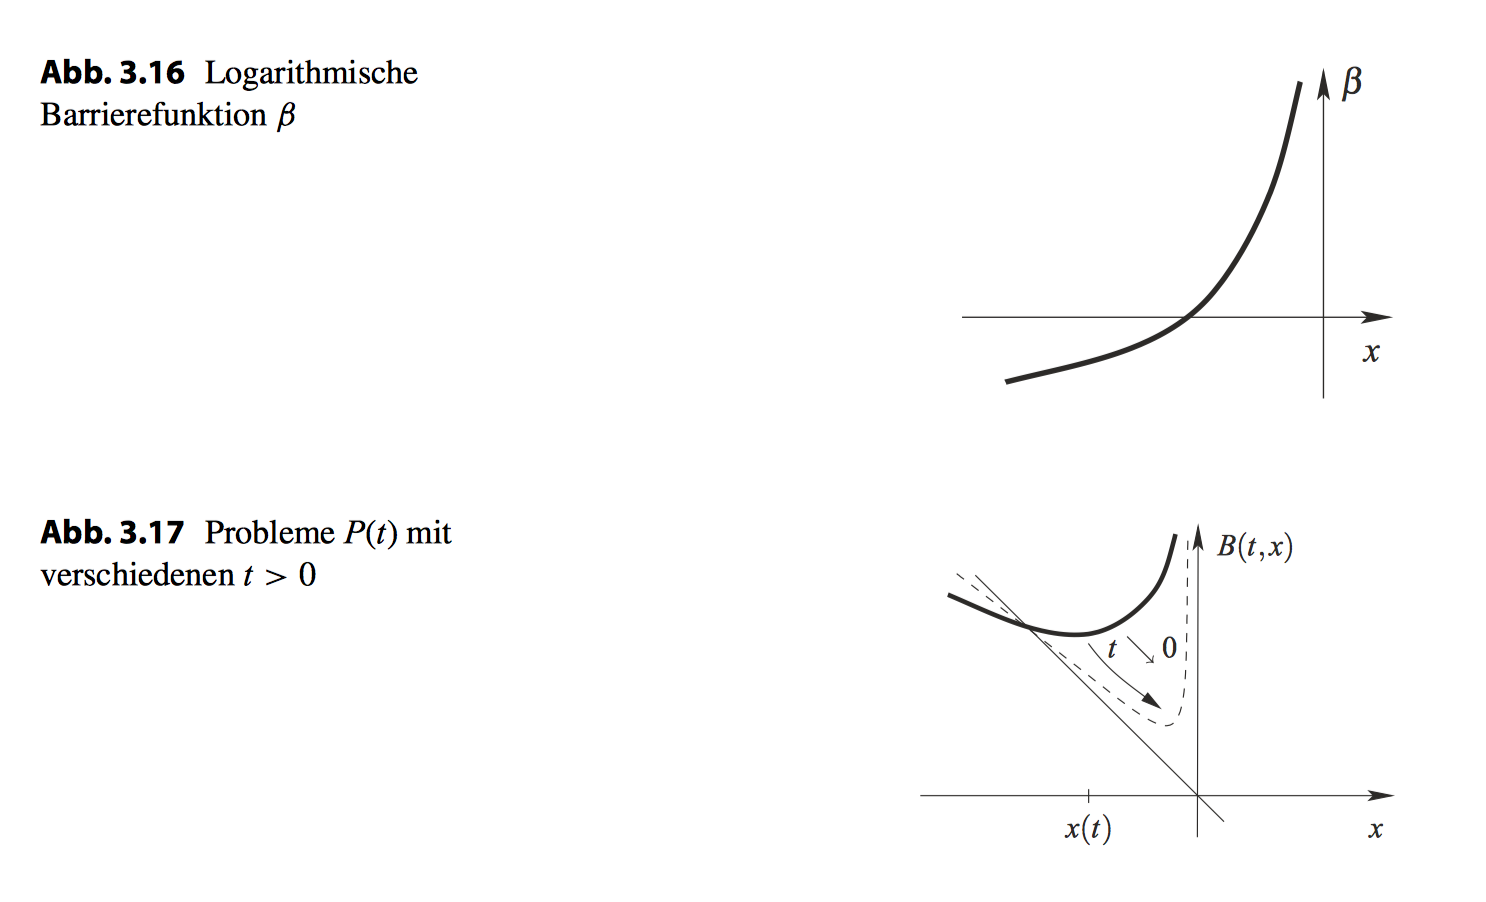 Abb. 3.16 Logarithmische
Barrierefunktion β
β
x
Abb. 3.17 Probleme P(t) mit
verschiedenen t > 0
B(t,x)
t ↘ 0
x(t)
x